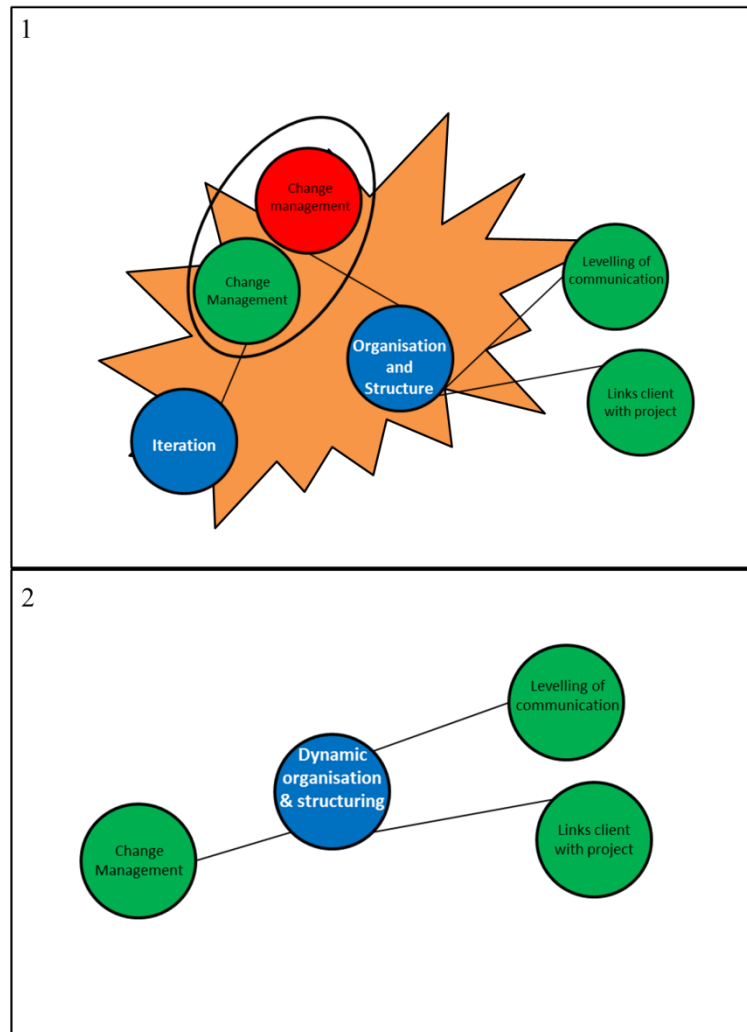 1
Change
management
Change
Management
Levelling of
communication
Organisation
and
Structure
Links client
with project
Iteration
2
Levelling of
communication
Dynamic
organisation
& structuring
Links client
with project
Change
Management